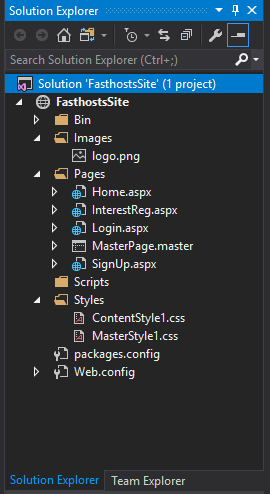 Solution Explorer
Search Solution Explorer (Ctrl+;)
Solution 'FasthostsSite' (1 project)
FasthostsSite
Bin
Images
logo.png
Pages
Home.aspx
InterestReg.aspx
Login.aspx
MasterPage.master
SignUp.aspx
Scripts
Styles
ContentStyle1.css
MasterStyle1.css
packages.config
Web.config
Solution Explorer Team Explorer